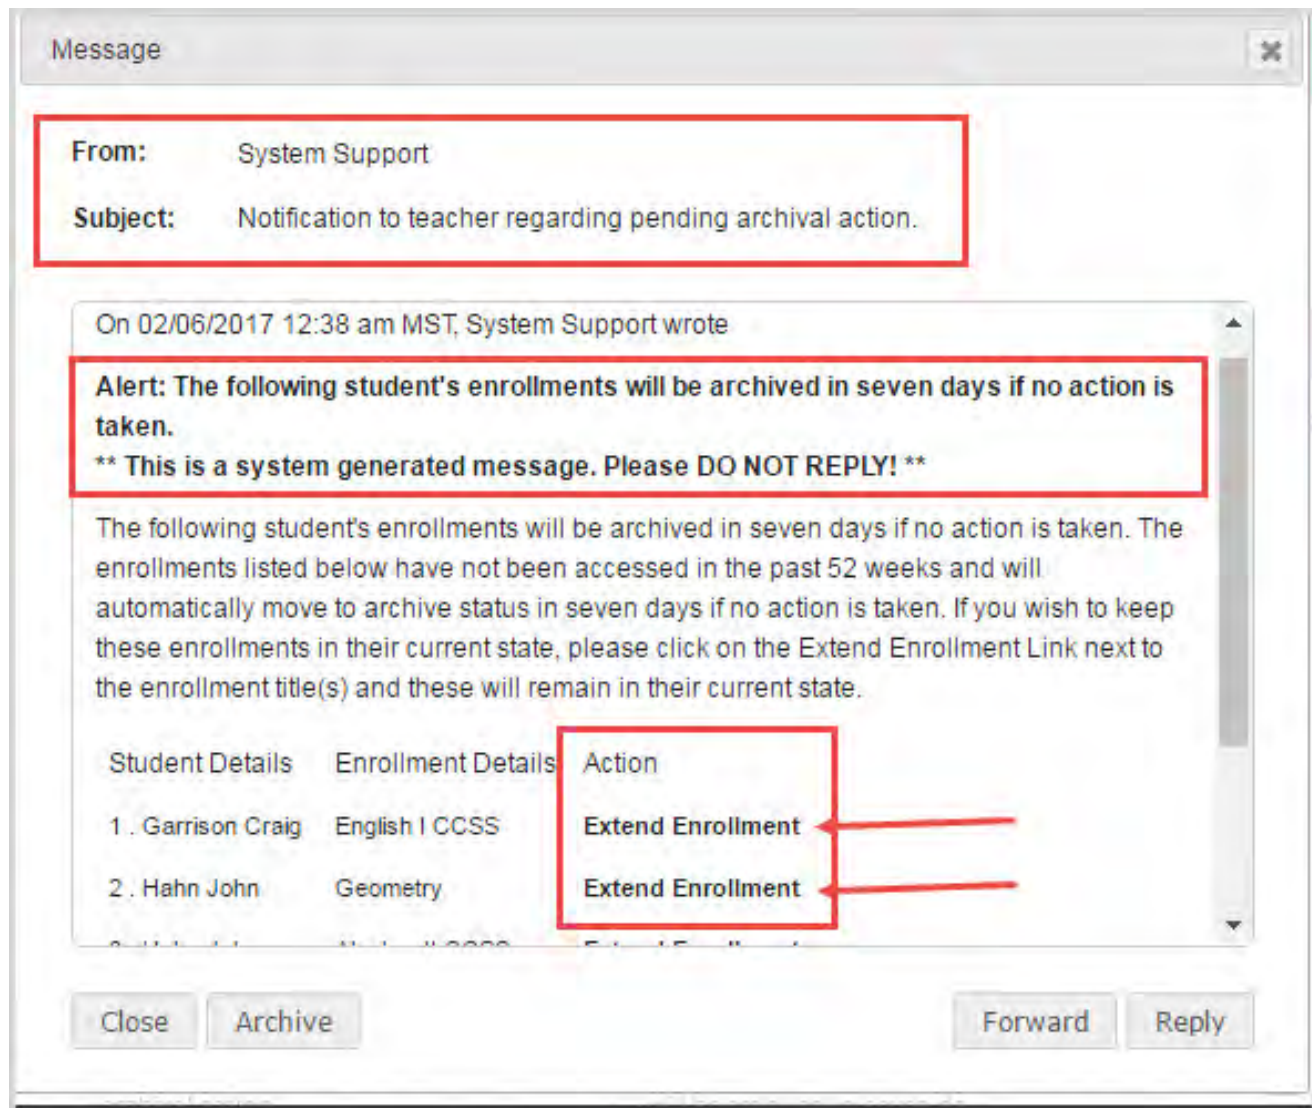 Message
From: System Support
Subject: Notification to teacher regarding pending archival action.
On 02/06/2017 12:38 am MST, System Support wrote
Alert: The following student's enrollments will be archived in seven days if no action is
taken.
** This is a system generated message. Please DO NOT REPLY! **
The following student's enrollments will be archived in seven days if no action is taken. The
enrollments listed below have not been accessed in the past 52 weeks and will
automatically move to archive status in seven days if no action is taken. If you wish to keep
these enrollments in their current state, please click on the Extend Enrollment Link next to
the enrollment title(s) and these will remain in their current state.
Student Details Enrollment Details Action
1 . Garrison Craig English I CCSS Extend Enrollment
2 . Hahn John Geometry Extend Enrollment
Close Archive Forward Reply